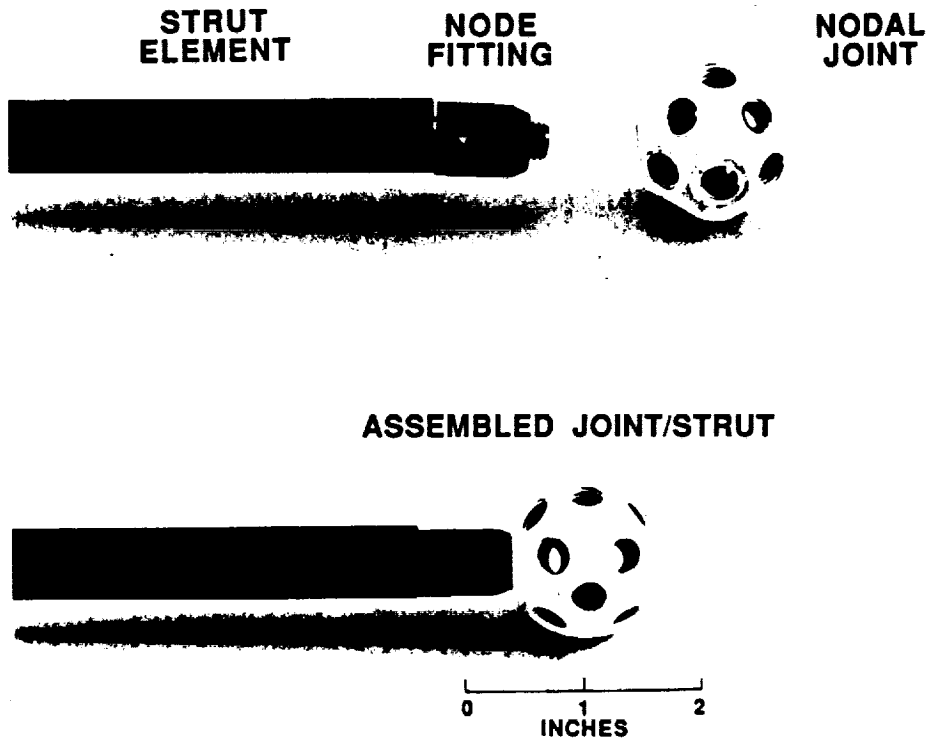 STRUT
ELEMENT
NODE
FITTING
NODAL
JOINT
ASSEMBLED JOINT/STRUT
0 1 2
INCHES